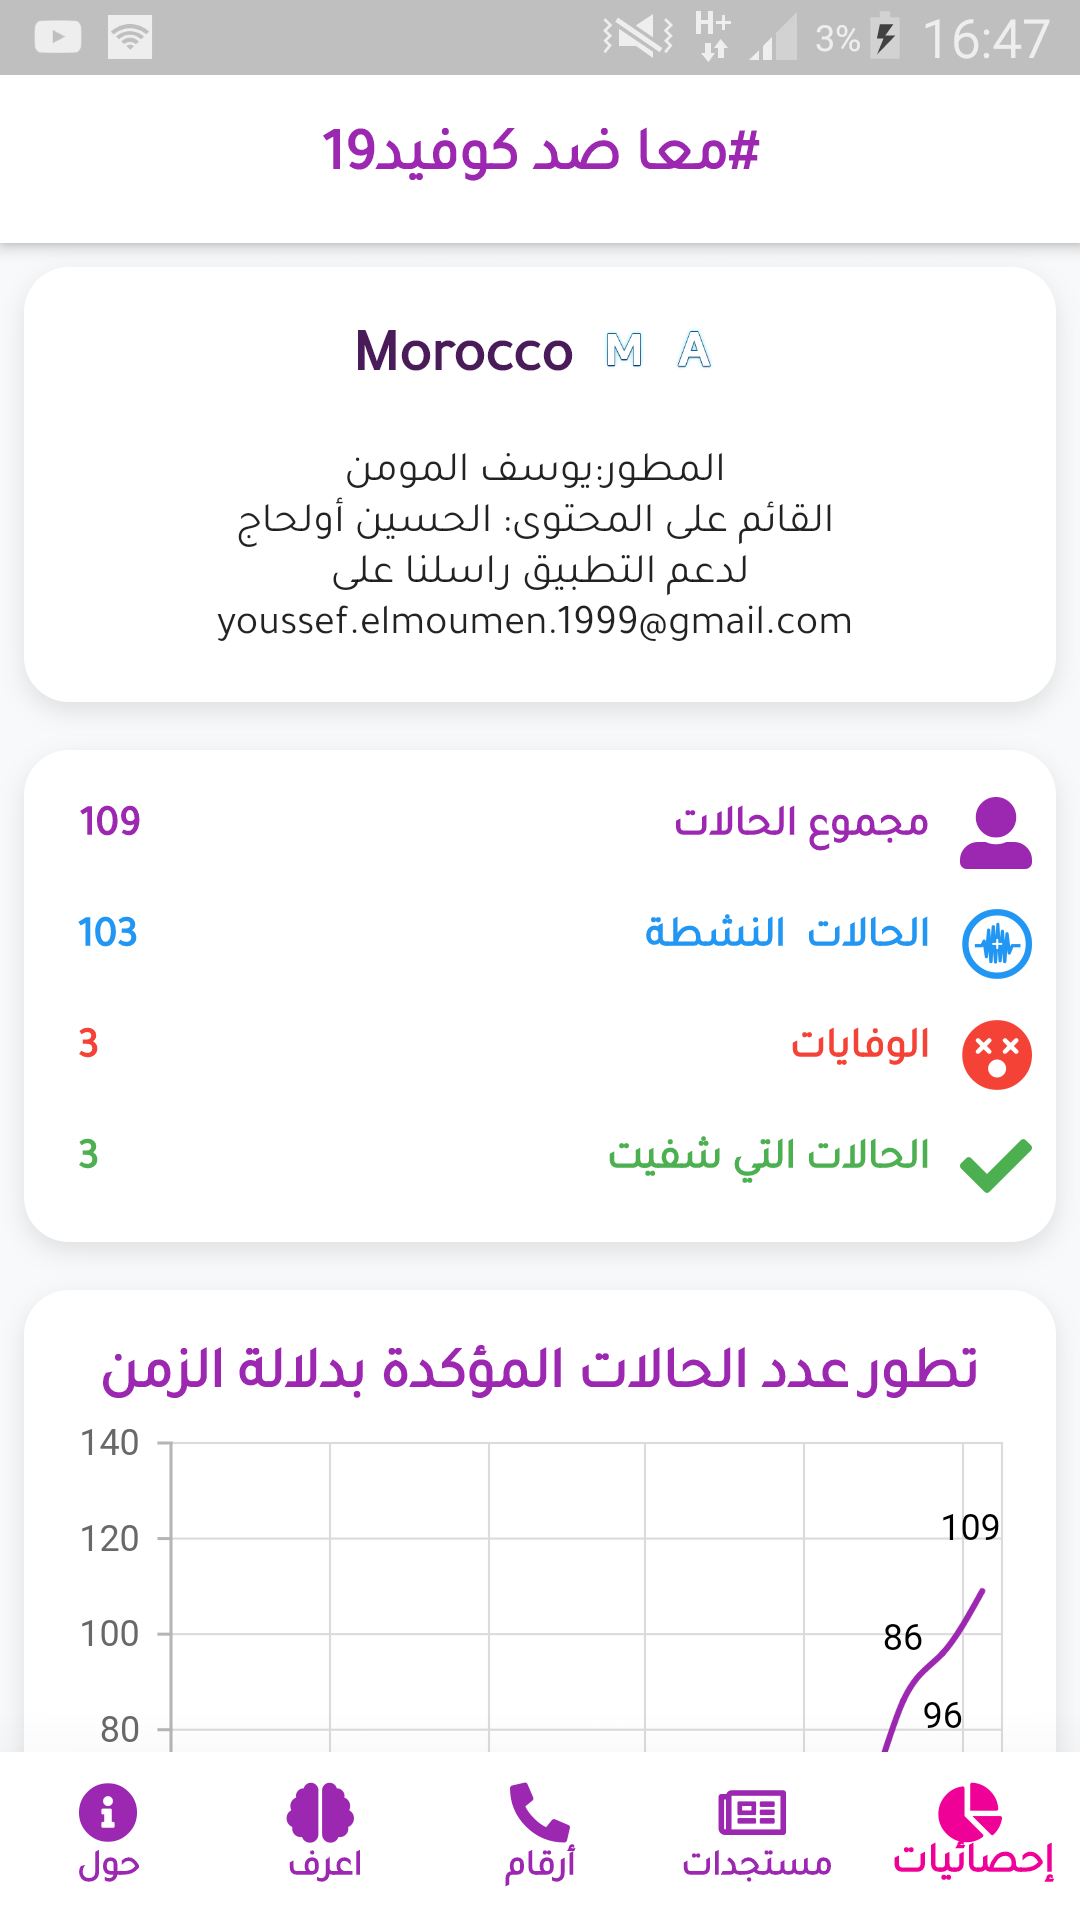 H+ 3% 16:47
#معا ضد كوفيد19
Morocco M A
المطور:يوسف المومن
القائم على المحتوى: الحسين أولحاج
لدعم التطبيق راسلنا على
youssef.elmoumen.1999@gmail.com
مجموع الحالات 109
الحالات النشطة 103
الوفايات 3
الحالات التي شفيت 3
تطور عدد الحالات المؤكدة بدلالة الزمن
140
120
109
100
86
96
80
إحصائيات مستجدات أرقام اعرف حول